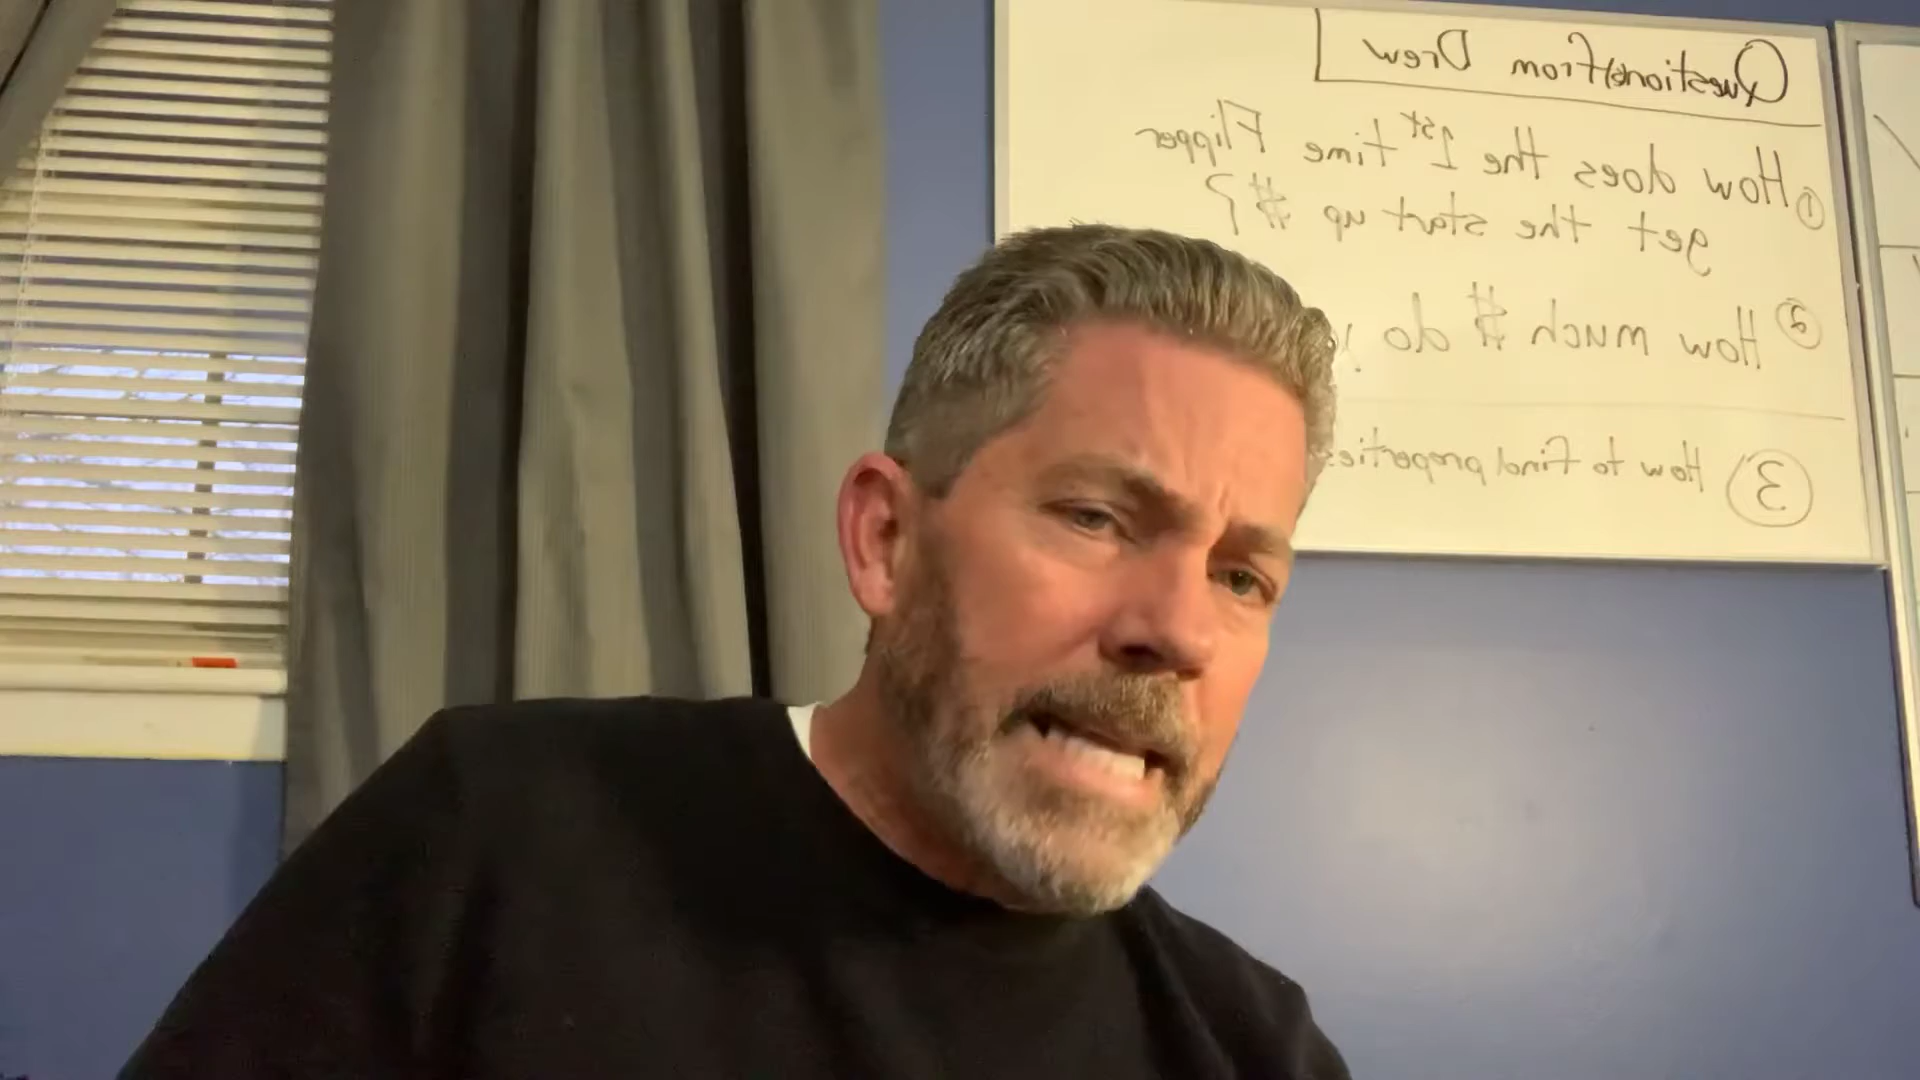 Questions from Drew
① How does the 1st time Flipper
get the start up $?
② How much $ do
③ How to find properties